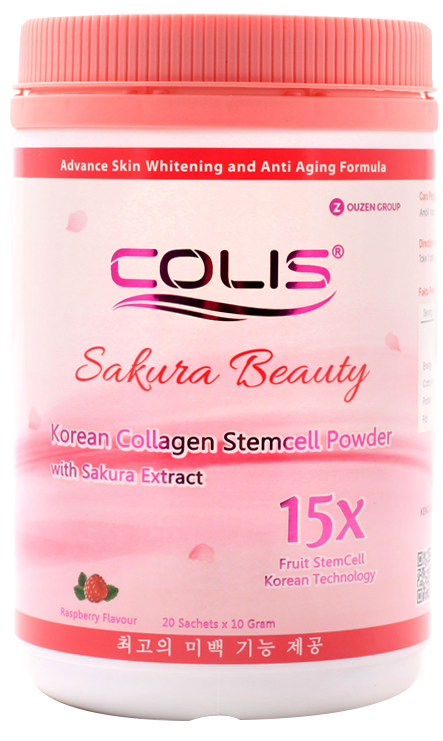 Advance Skin Whitening and Anti Aging Formula
Z OUZEN GROUP
COLIS®
Sakura Beauty
Korean Collagen Stemcell Powder
with Sakura Extract
15x
Fruit StemCell
Korean Technology
Raspberry Flavour
20 Sachets x 10 Gram
최고의 미백 기능 제공